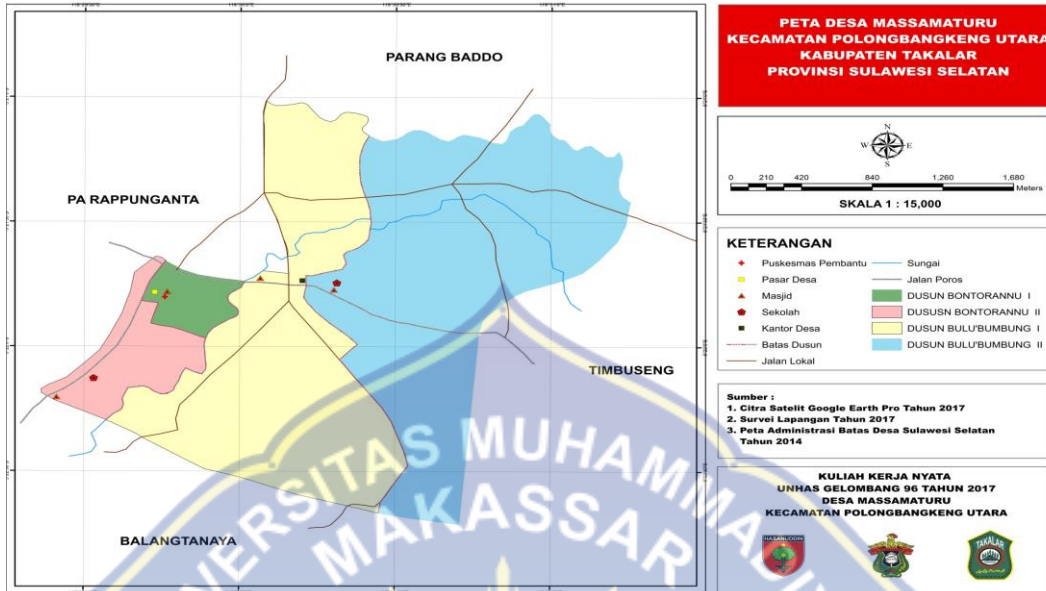 PETA DESA MASSAMATURU
KECAMATAN POLONGBANGKENG UTARA
KABUPATEN TAKALAR
PROVINSI SULAWESI SELATAN
PARANG BADDO
PA RAPPUNGANTA
TIMBUSENG
BALANGTANAYA
N
W E
S
0 210 420 840 1,260 1,680
Meters
SKALA 1 : 15,000
KETERANGAN
Puskesmas Pembantu
Pasar Desa
Masjid
Sekolah
Kantor Desa
Batas Dusun
Jalan Lokal
Sungai
Jalan Poros
DUSUN BONTORANNU I
DUSUSN BONTORANNU II
DUSUN BULU'BUMBUNG I
DUSUN BULU'BUMBUNG II
Sumber :
1. Citra Satelit Google Earth Pro Tahun 2017
2. Survei Lapangan Tahun 2017
3. Peta Administrasi Batas Desa Sulawesi Selatan
Tahun 2014
KULIAH KERJA NYATA
UNHAS GELOMBANG 96 TAHUN 2017
DESA MASSAMATURU
KECAMATAN POLONGBANGKENG UTARA
HASANUDDIN
TAKALAR
MAKASSAR